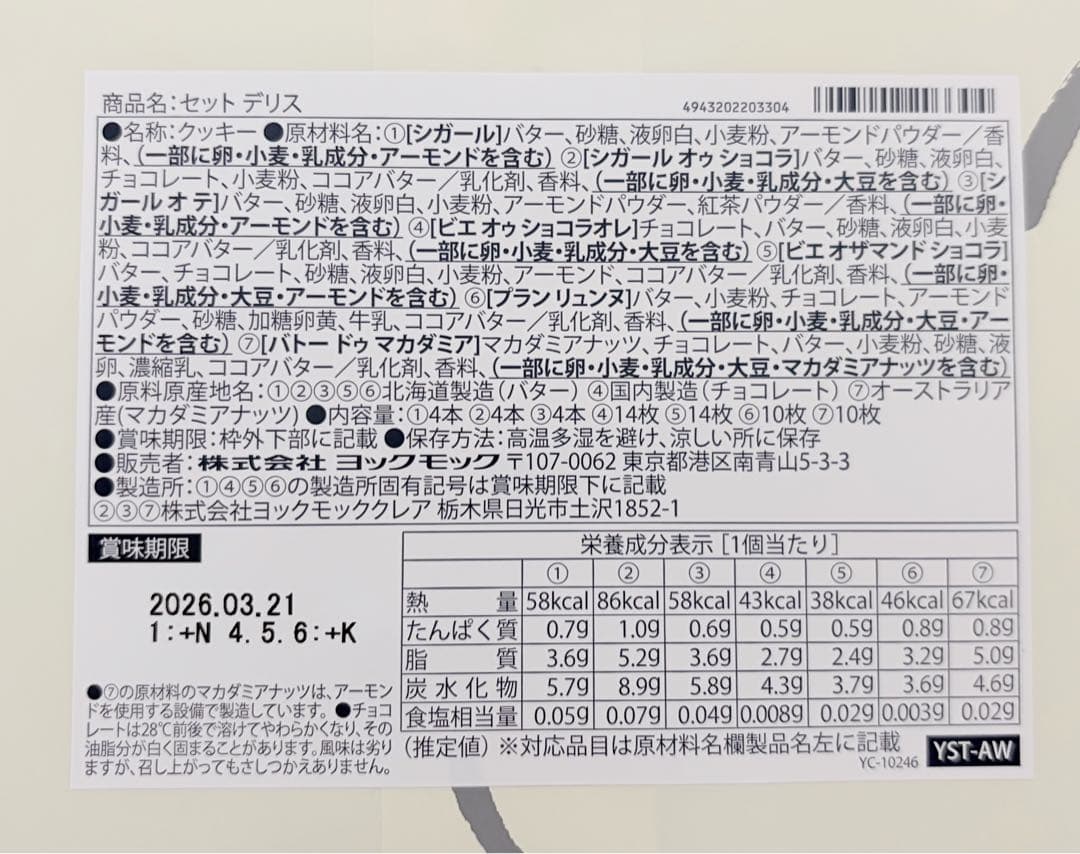 商品名：セット デリス
4943202203304
●名称：クッキー ●原材料名：①[シガール]バター、砂糖、液卵白、小麦粉、アーモンドパウダー／香
料、（一部に卵・小麦・乳成分・アーモンドを含む） ②[シガール オゥ ショコラ]バター、砂糖、液卵白、
チョコレート、小麦粉、ココアバター／乳化剤、香料、（一部に卵・小麦・乳成分・大豆を含む） ③[シ
ガール オ テ]バター、砂糖、液卵白、小麦粉、アーモンドパウダー、紅茶パウダー／香料、（一部に卵・
小麦・乳成分・アーモンドを含む） ④[ビエ オゥ ショコラオレ]チョコレート、バター、砂糖、液卵白、小麦
粉、ココアバター／乳化剤、香料、（一部に卵・小麦・乳成分・大豆を含む） ⑤[ビエ オザマンド ショコラ]
バター、チョコレート、砂糖、液卵白、小麦粉、アーモンド、ココアバター／乳化剤、香料、（一部に卵・
小麦・乳成分・大豆・アーモンドを含む） ⑥[プラン リュンヌ]バター、小麦粉、チョコレート、アーモンド
パウダー、砂糖、加糖卵黄、牛乳、ココアバター／乳化剤、香料、（一部に卵・小麦・乳成分・大豆・アー
モンドを含む） ⑦[バトー ドゥ マカダミア]マカダミアナッツ、チョコレート、バター、小麦粉、砂糖、液
卵、濃縮乳、ココアバター／乳化剤、香料、（一部に卵・小麦・乳成分・大豆・マカダミアナッツを含む）
●原料原産地名：①②③⑤⑥北海道製造（バター） ④国内製造（チョコレート） ⑦オーストラリア
産(マカダミアナッツ) ●内容量：①4本 ②4本 ③4本 ④14枚 ⑤14枚 ⑥10枚 ⑦10枚
●賞味期限：枠外下部に記載 ●保存方法：高温多湿を避け、涼しい所に保存
●販売者：株式会社 ヨックモック 〒107-0062 東京都港区南青山5-3-3
●製造所：①④⑤⑥の製造所固有記号は賞味期限下に記載
②③⑦株式会社ヨックモッククレア 栃木県日光市土沢1852-1
賞味期限
2026.03.21
1:+N 4.5.6:+K
●⑦の原材料のマカダミアナッツは、アーモン
ドを使用する設備で製造しています。●チョコ
レートは28℃前後で溶けてやわらかくなり、その
油脂分が白く固まることがあります。風味は劣り
ますが、召し上がってもさしつかえありません。
栄養成分表示［1個当たり］
① ② ③ ④ ⑤ ⑥ ⑦
熱量 58kcal 86kcal 58kcal 43kcal 38kcal 46kcal 67kcal
たんぱく質 0.7g 1.0g 0.6g 0.5g 0.5g 0.8g 0.8g
脂質 3.6g 5.2g 3.6g 2.7g 2.4g 3.2g 5.0g
炭水化物 5.7g 8.9g 5.8g 4.3g 3.7g 3.6g 4.6g
食塩相当量 0.05g 0.07g 0.04g 0.008g 0.02g 0.003g 0.02g
（推定値）※対応品目は原材料名欄製品名左に記載
YC-10246
YST-AW